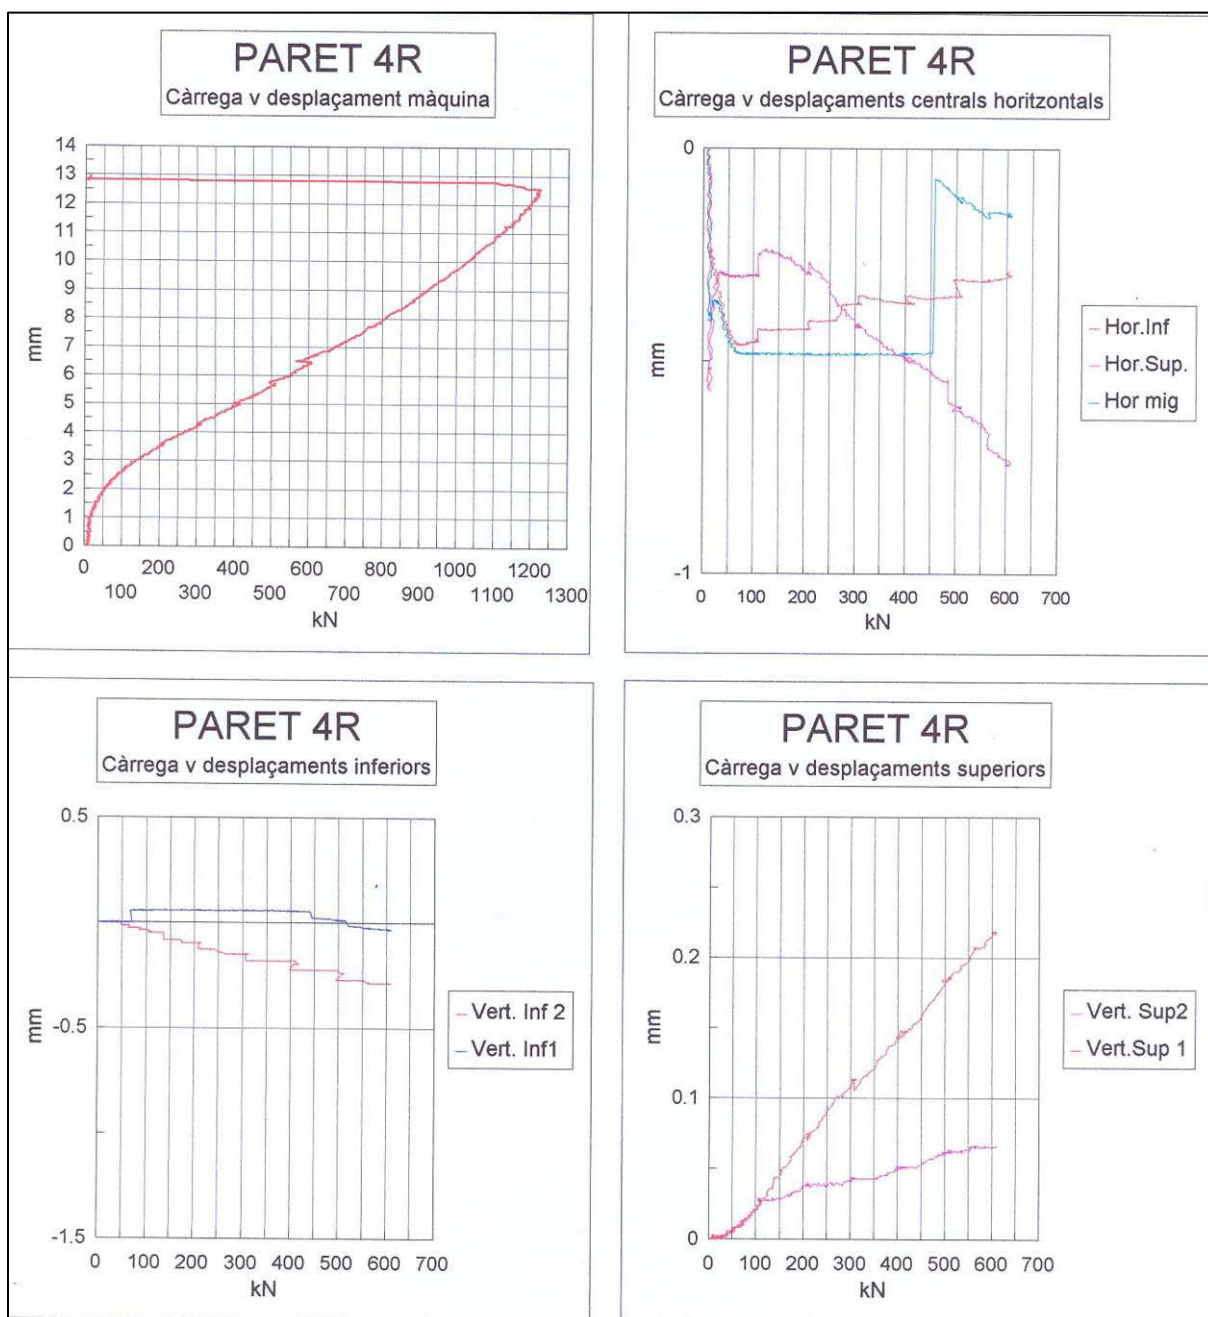 PARET 4R
Càrrega v desplaçament màquina
14
13
12
11
10
9
8
7
6
5
4
3
2
1
0
mm
0 200 400 600 800 1000 1200
100 300 500 700 900 1100 1300
kN
PARET 4R
Càrrega v desplaçaments centrals horitzontals
0
-1
mm
0 100 200 300 400 500 600 700
kN
Hor.Inf
Hor.Sup.
Hor mig
PARET 4R
Càrrega v desplaçaments inferiors
0.5
-0.5
-1.5
mm
0 100 200 300 400 500 600 700
kN
Vert. Inf 2
Vert. Inf1
PARET 4R
Càrrega v desplaçaments superiors
0.3
0.2
0.1
0
mm
0 100 200 300 400 500 600 700
kN
Vert. Sup2
Vert.Sup 1